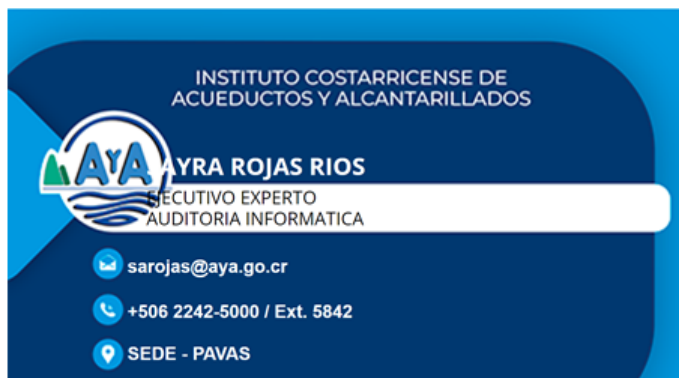 INSTITUTO COSTARRICENSE DE
ACUEDUCTOS Y ALCANTARILLADOS
AYA
ROJAS RIOS
EJECUTIVO EXPERTO
AUDITORIA INFORMATICA
sarojas@aya.go.cr
+506 2242-5000 / Ext. 5842
SEDE - PAVAS